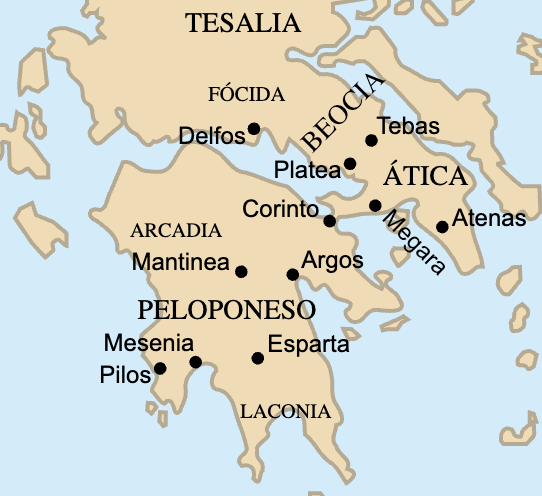 TESALIA
FÓCIDA
BEOCIA
Delfos
Tebas
Platea
ÁTICA
Corinto
Megara
Atenas
ARCADIA
Mantinea
Argos
PELOPONESO
Mesenia
Esparta
Pilos
LACONIA